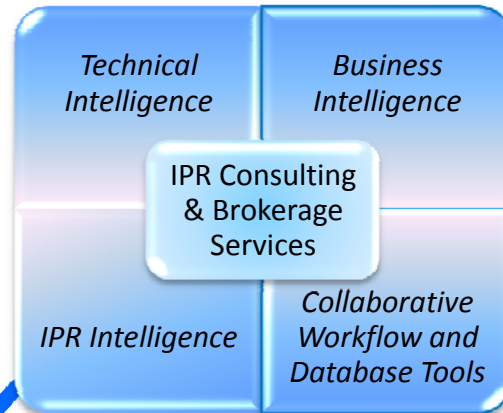 Technical
Intelligence
Business
Intelligence
IPR Consulting
& Brokerage
Services
IPR Intelligence
Collaborative
Workflow and
Database Tools